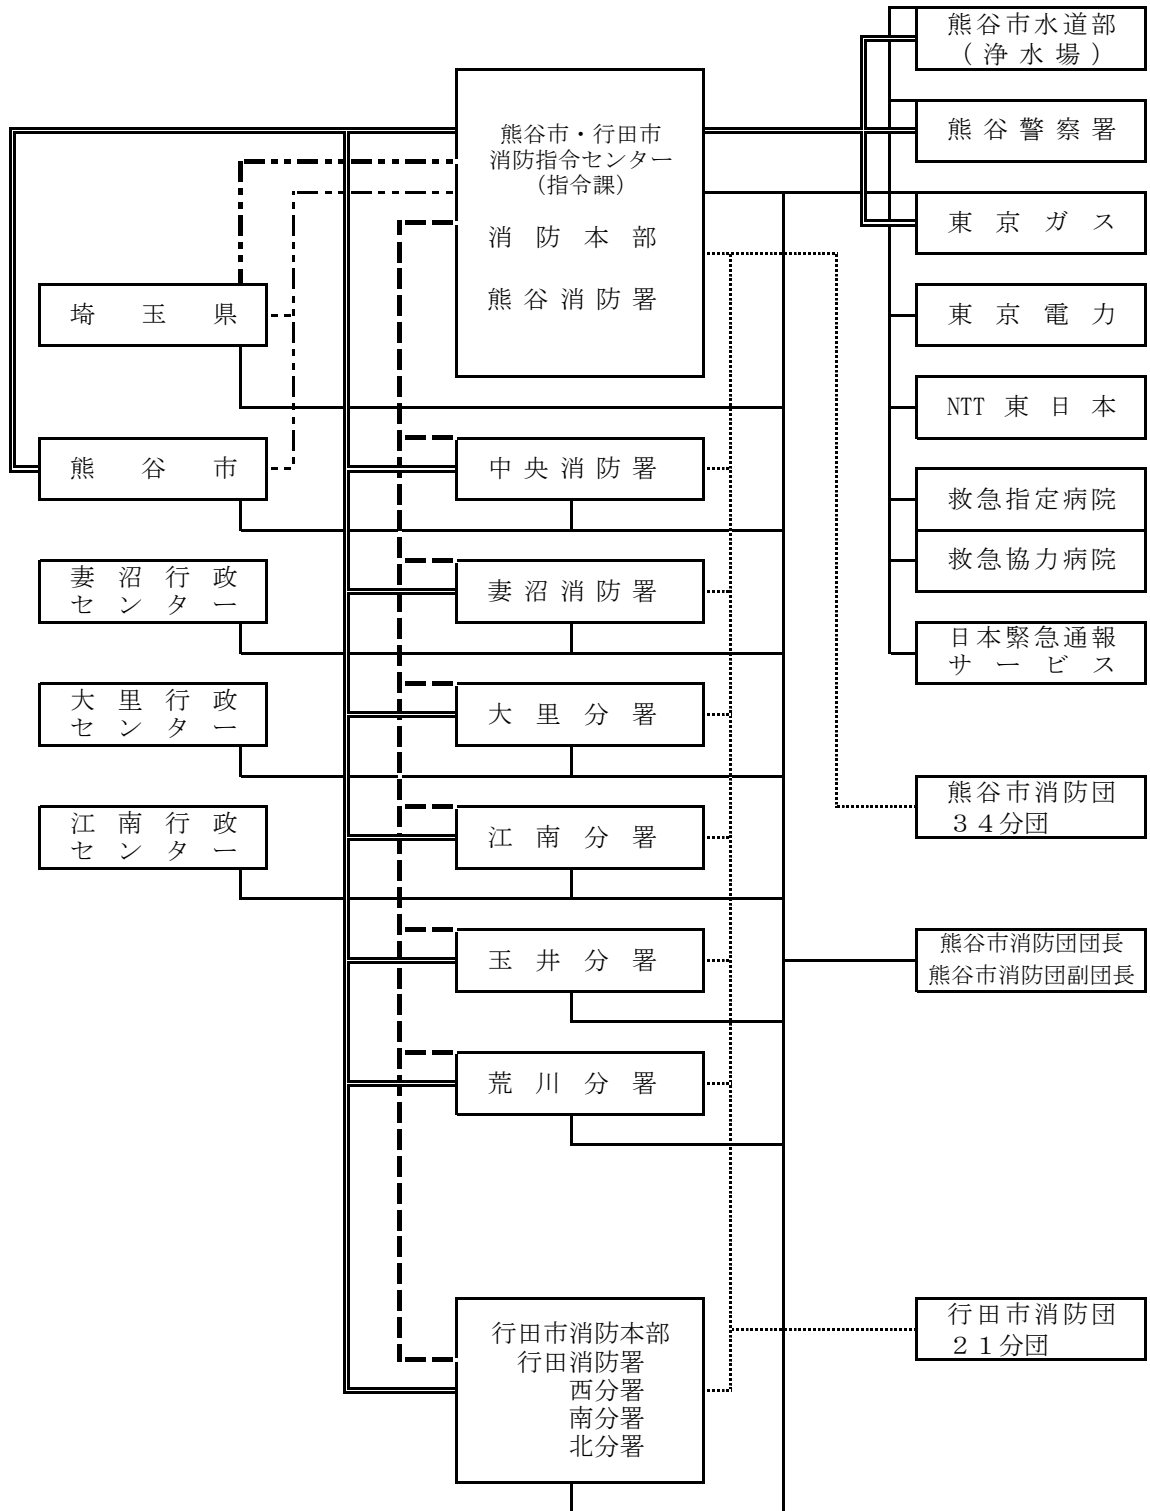 熊谷市水道部
(浄水場)
熊谷市・行田市
消防指令センター
(指令課)
消防本部
熊谷消防署
熊谷警察署
東京ガス
埼玉県
東京電力
NTT東日本
熊谷市
中央消防署
救急指定病院
救急協力病院
妻沼行政
センター
妻沼消防署
日本緊急通報
サービス
大里行政
センター
大里分署
熊谷市消防団
34分団
江南行政
センター
江南分署
玉井分署
熊谷市消防団団長
熊谷市消防団副団長
荒川分署
行田市消防本部
行田消防署
西分署
南分署
北分署
行田市消防団
21分団